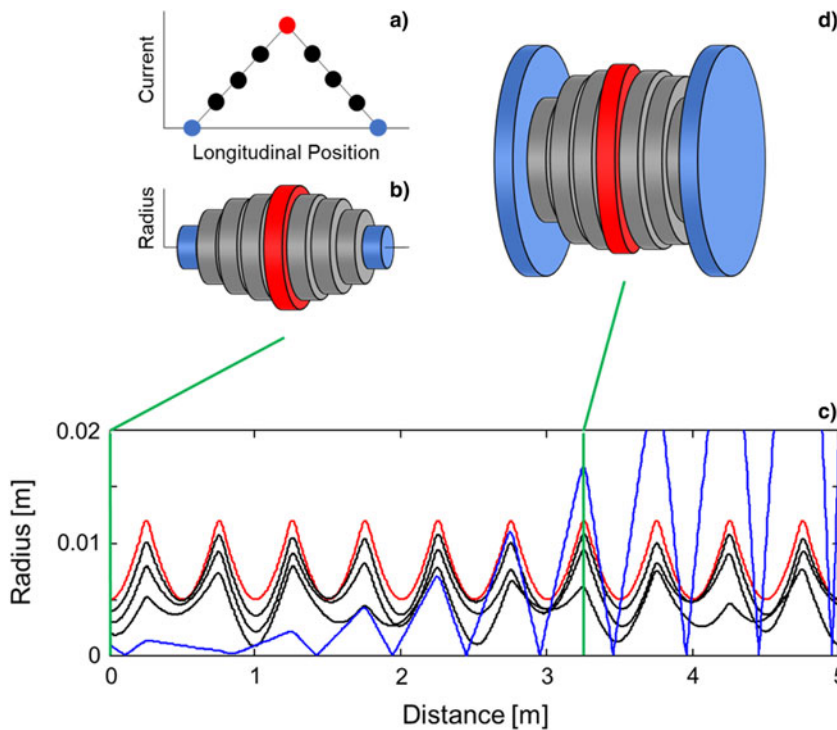 a)
Current
Longitudinal Position
b)
Radius
d)
c)
0.02
0.01
0
Radius [m]
0 1 2 3 4 5
Distance [m]